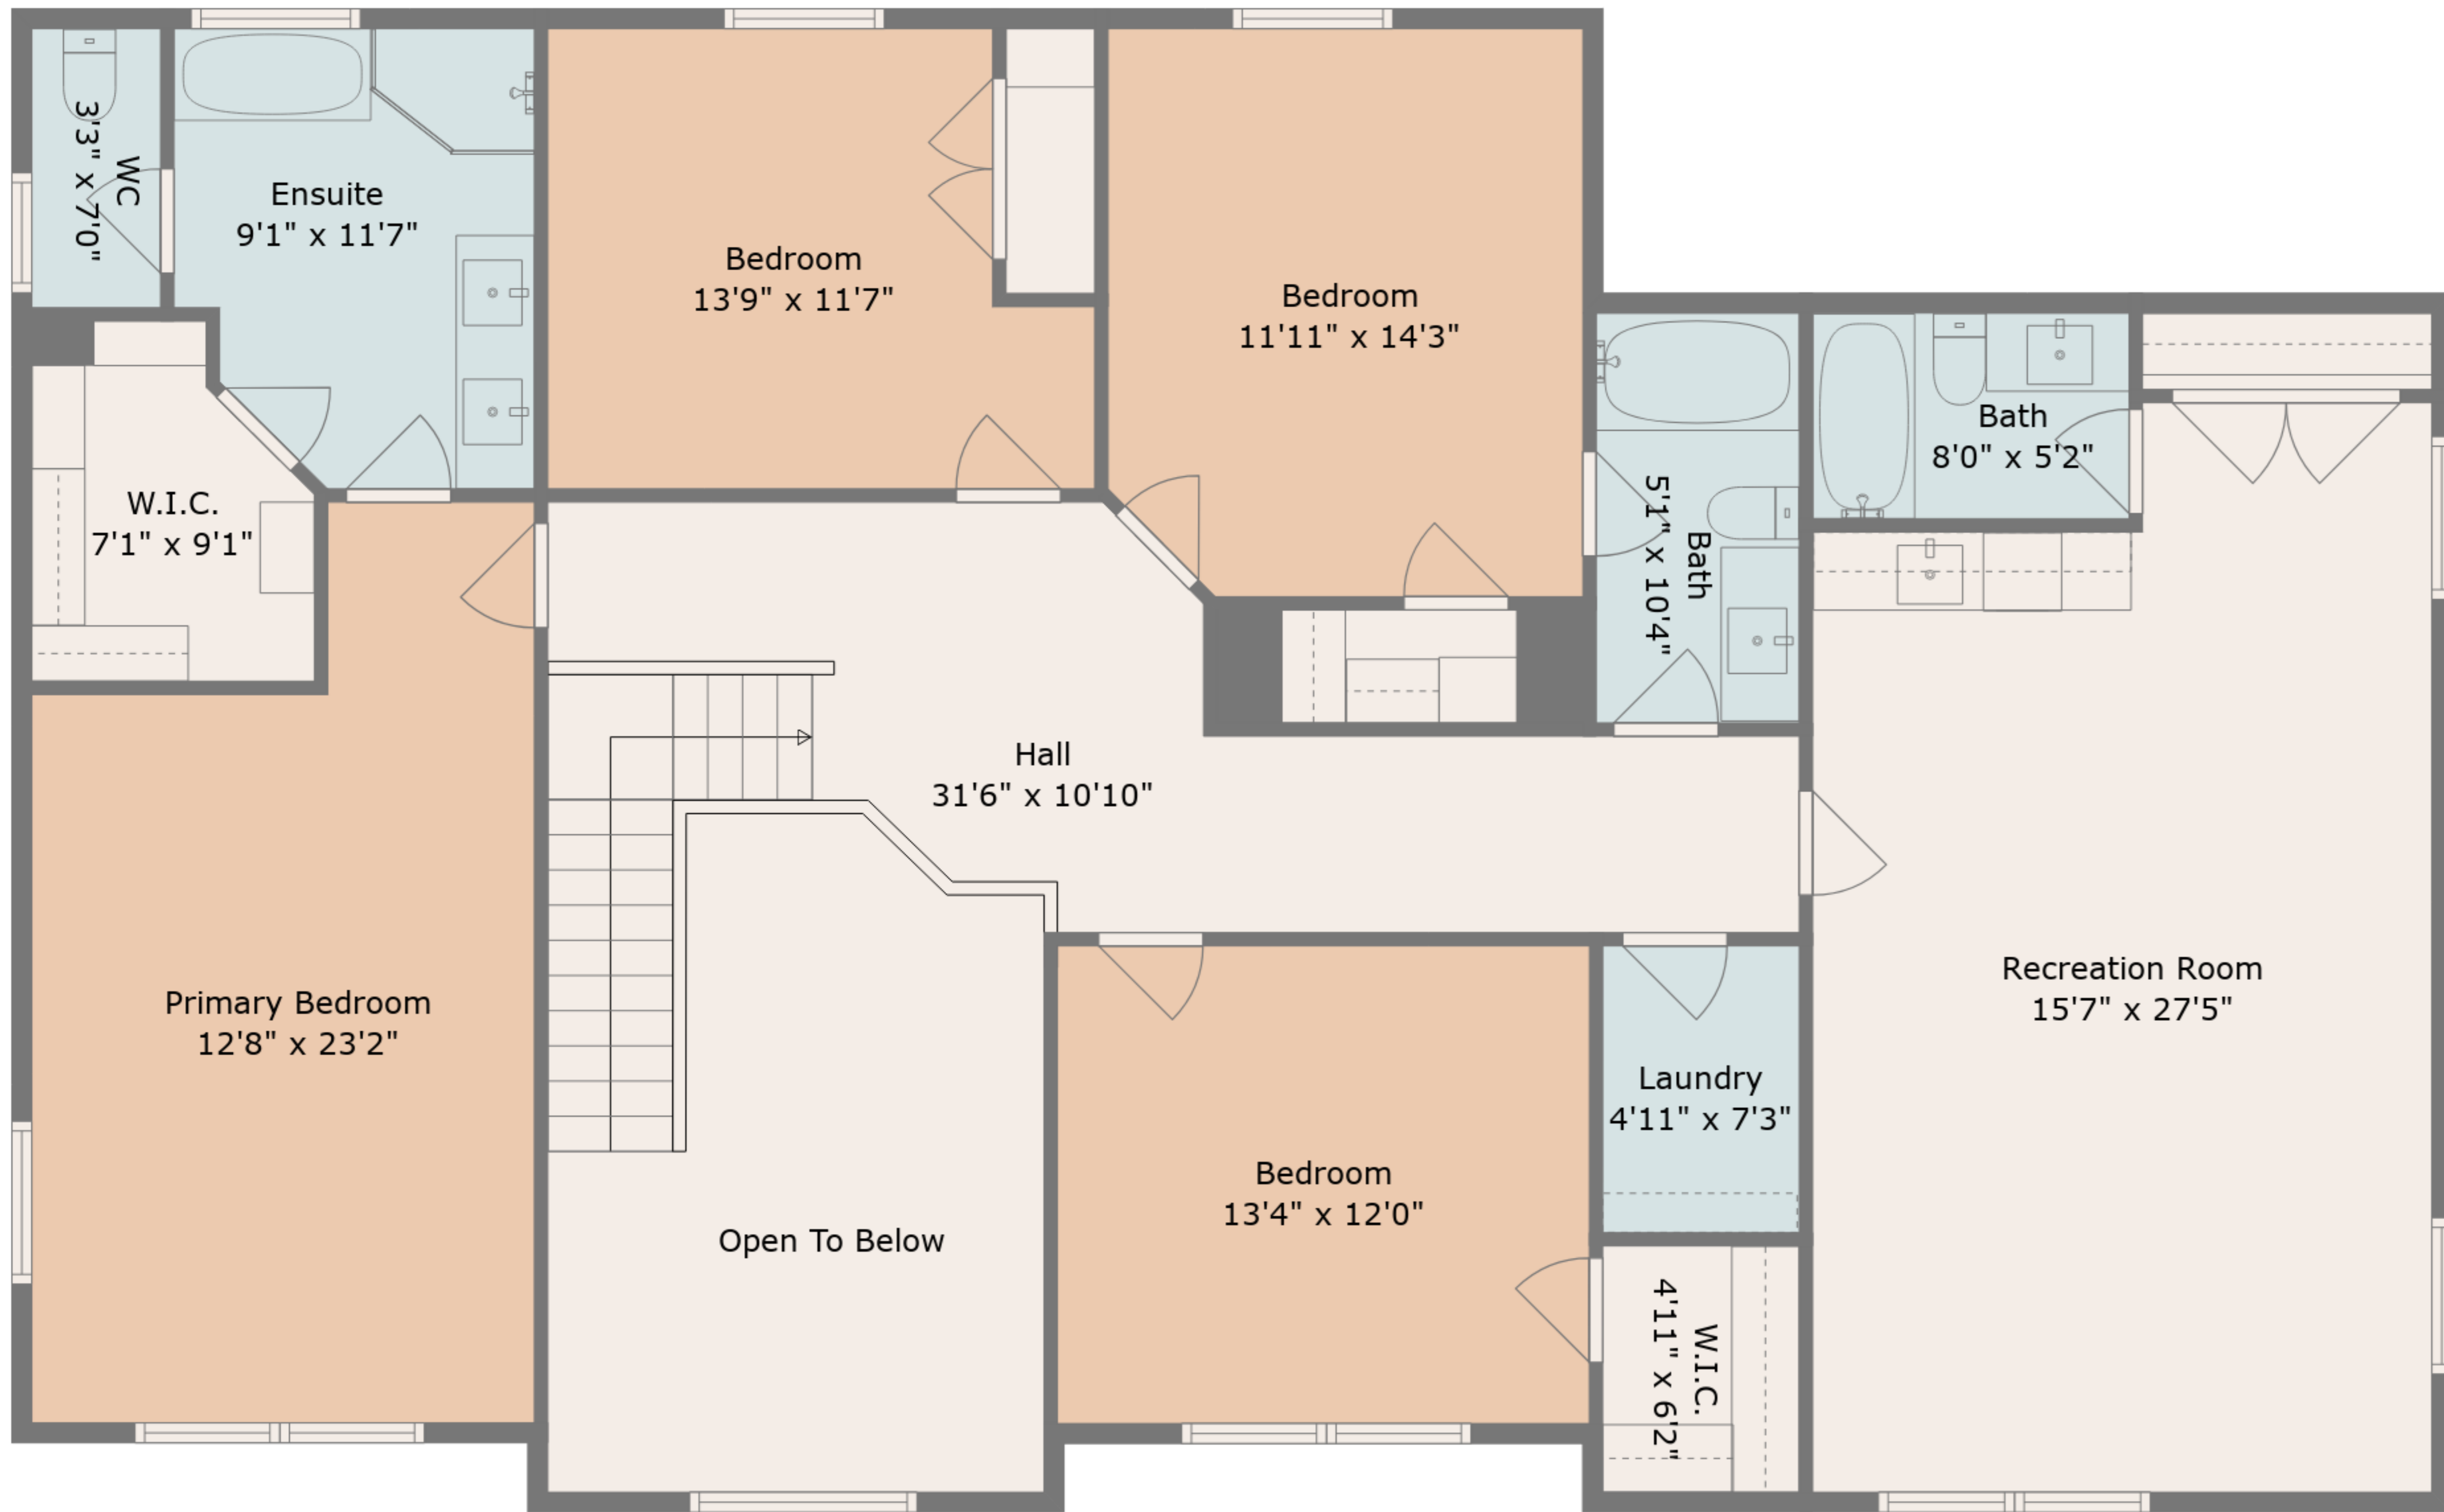 WC
3'3" x 7'0"
Ensuite
9'1" x 11'7"
Bedroom
13'9" x 11'7"
Bedroom
11'11" x 14'3"
Bath
8'0" x 5'2"
W.I.C.
7'1" x 9'1"
Bath
5'1" x 10'4"
Hall
31'6" x 10'10"
Primary Bedroom
12'8" x 23'2"
Recreation Room
15'7" x 27'5"
Laundry
4'11" x 7'3"
Bedroom
13'4" x 12'0"
Open To Below
W.I.C.
4'11" x 6'2"